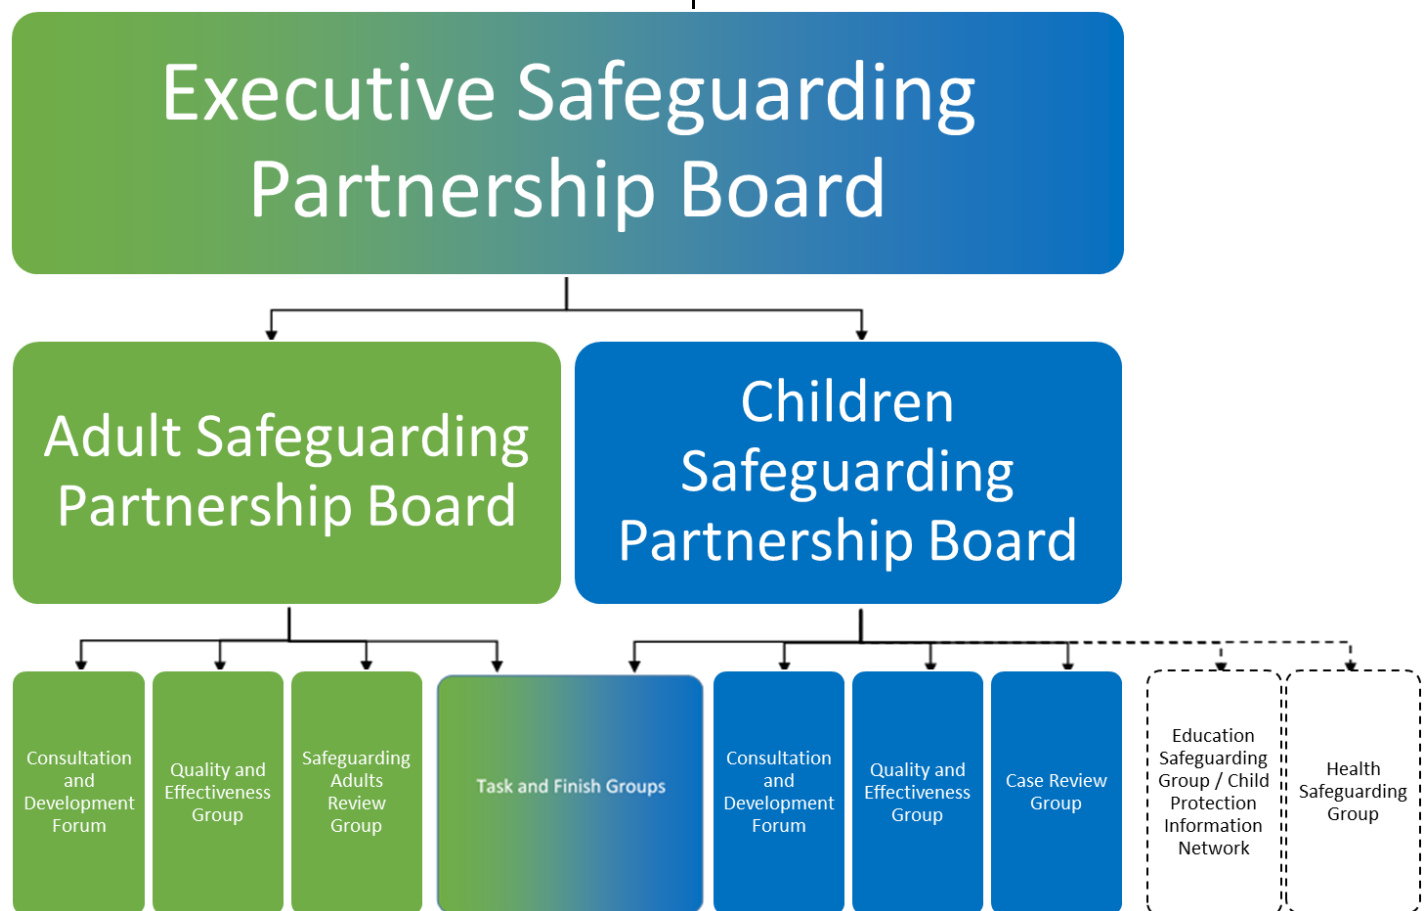 Executive Safeguarding
Partnership Board
Adult Safeguarding
Partnership Board
Children
Safeguarding
Partnership Board
Consultation
and
Development
Forum
Quality and
Effectiveness
Group
Safeguarding
Adults
Review
Group
Task and Finish Groups
Consultation
and
Development
Forum
Quality and
Effectiveness
Group
Case Review
Group
Education
Safeguarding
Group / Child
Protection
Information
Network
Health
Safeguarding
Group